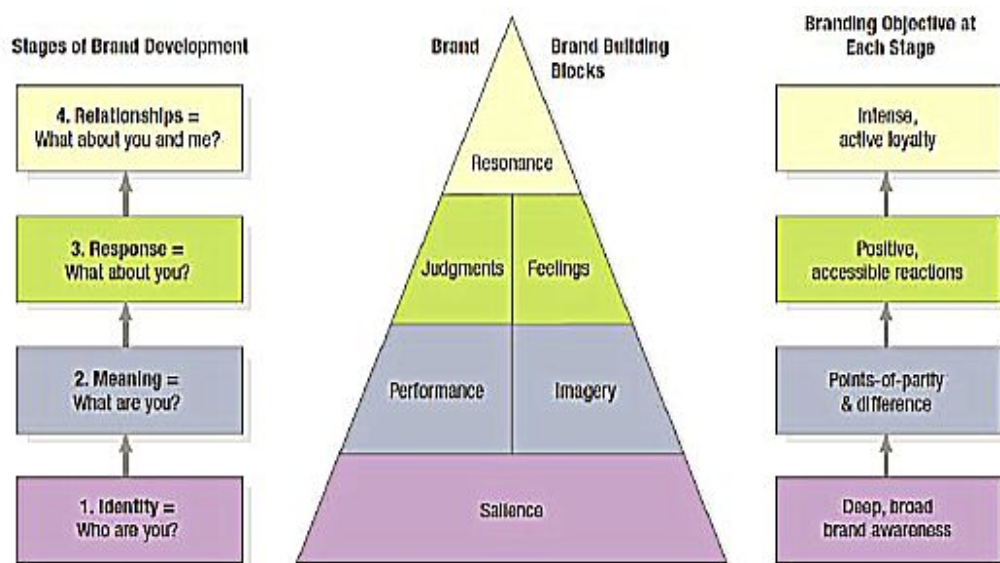 Stages of Brand Development
4. Relationships =
What about you and me?
3. Response =
What about you?
2. Meaning =
What are you?
1. Identity =
Who are you?
Brand
Brand Building
Blocks
Resonance
Judgments
Feelings
Performance
Imagery
Salience
Branding Objective at
Each Stage
Intense,
active loyalty
Positive,
accessible reactions
Points-of-parity
& difference
Deep, broad
brand awareness